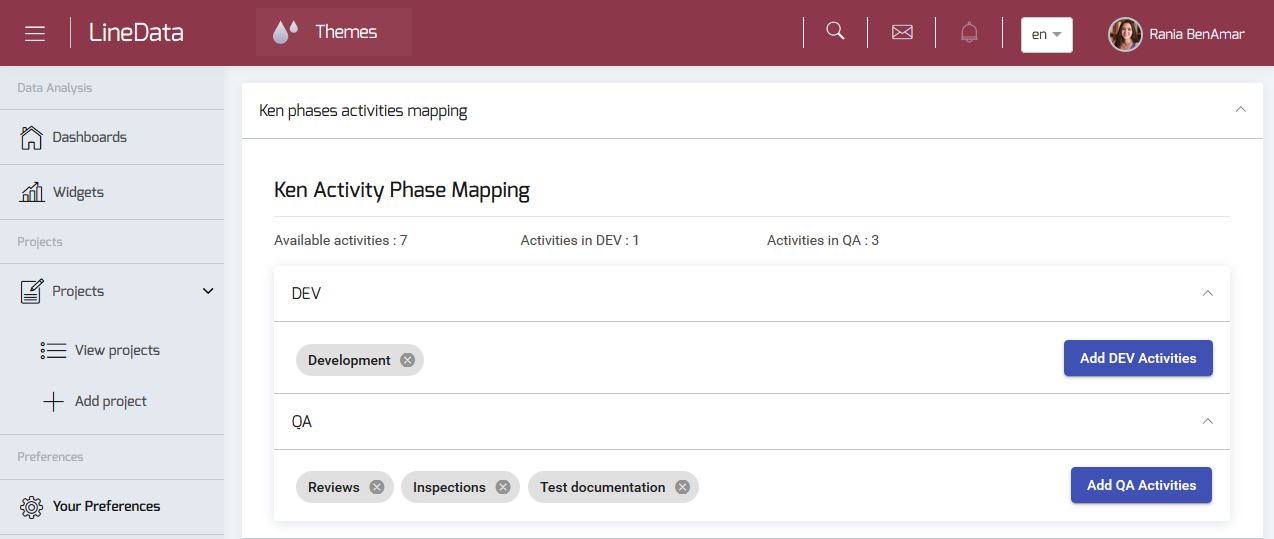 LineData
Themes
en
Rania BenAmar
Data Analysis
Dashboards
Widgets
Projects
Projects
View projects
Add project
Preferences
Your Preferences
Ken phases activities mapping
Ken Activity Phase Mapping
Available activities : 7
Activities in DEV : 1
Activities in QA : 3
DEV
Development
Add DEV Activities
QA
Reviews
Inspections
Test documentation
Add QA Activities